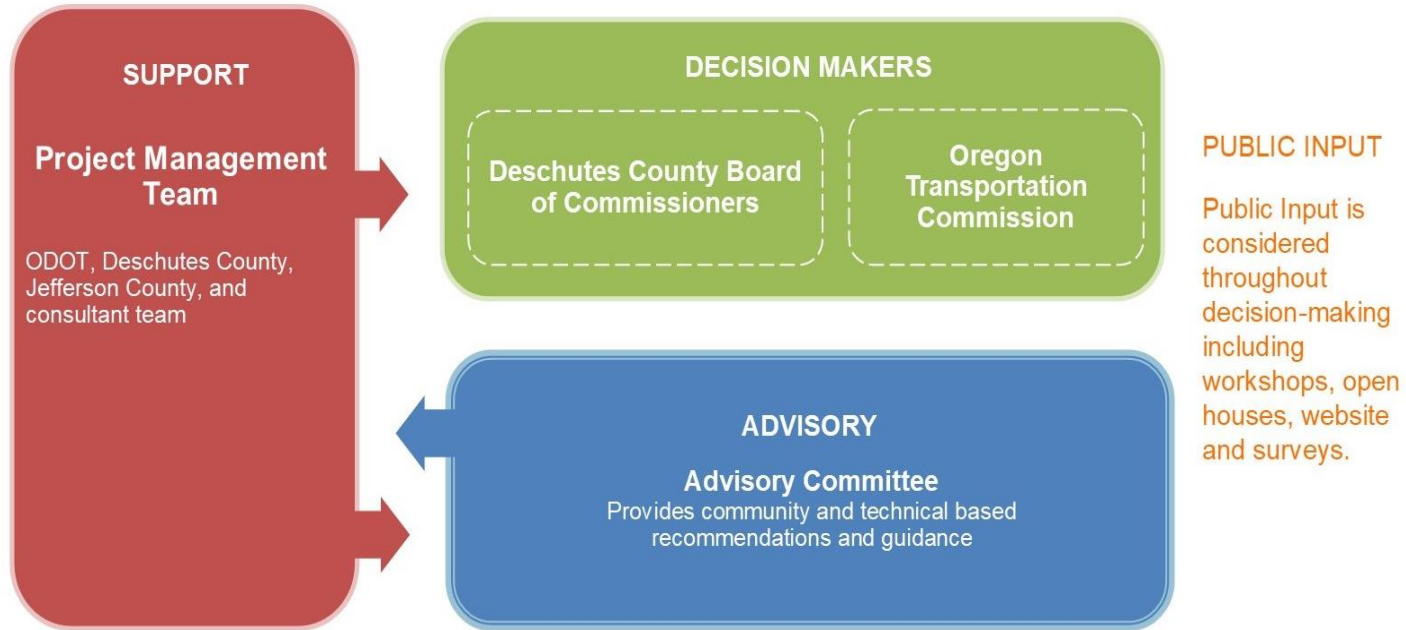 SUPPORT
Project Management
Team
ODOT, Deschutes County,
Jefferson County, and
consultant team
DECISION MAKERS
Deschutes County Board
of Commissioners
Oregon
Transportation
Commission
ADVISORY
Advisory Committee
Provides community and technical based
recommendations and guidance
PUBLIC INPUT
Public Input is
considered
throughout
decision-making
including
workshops, open
houses, website
and surveys.